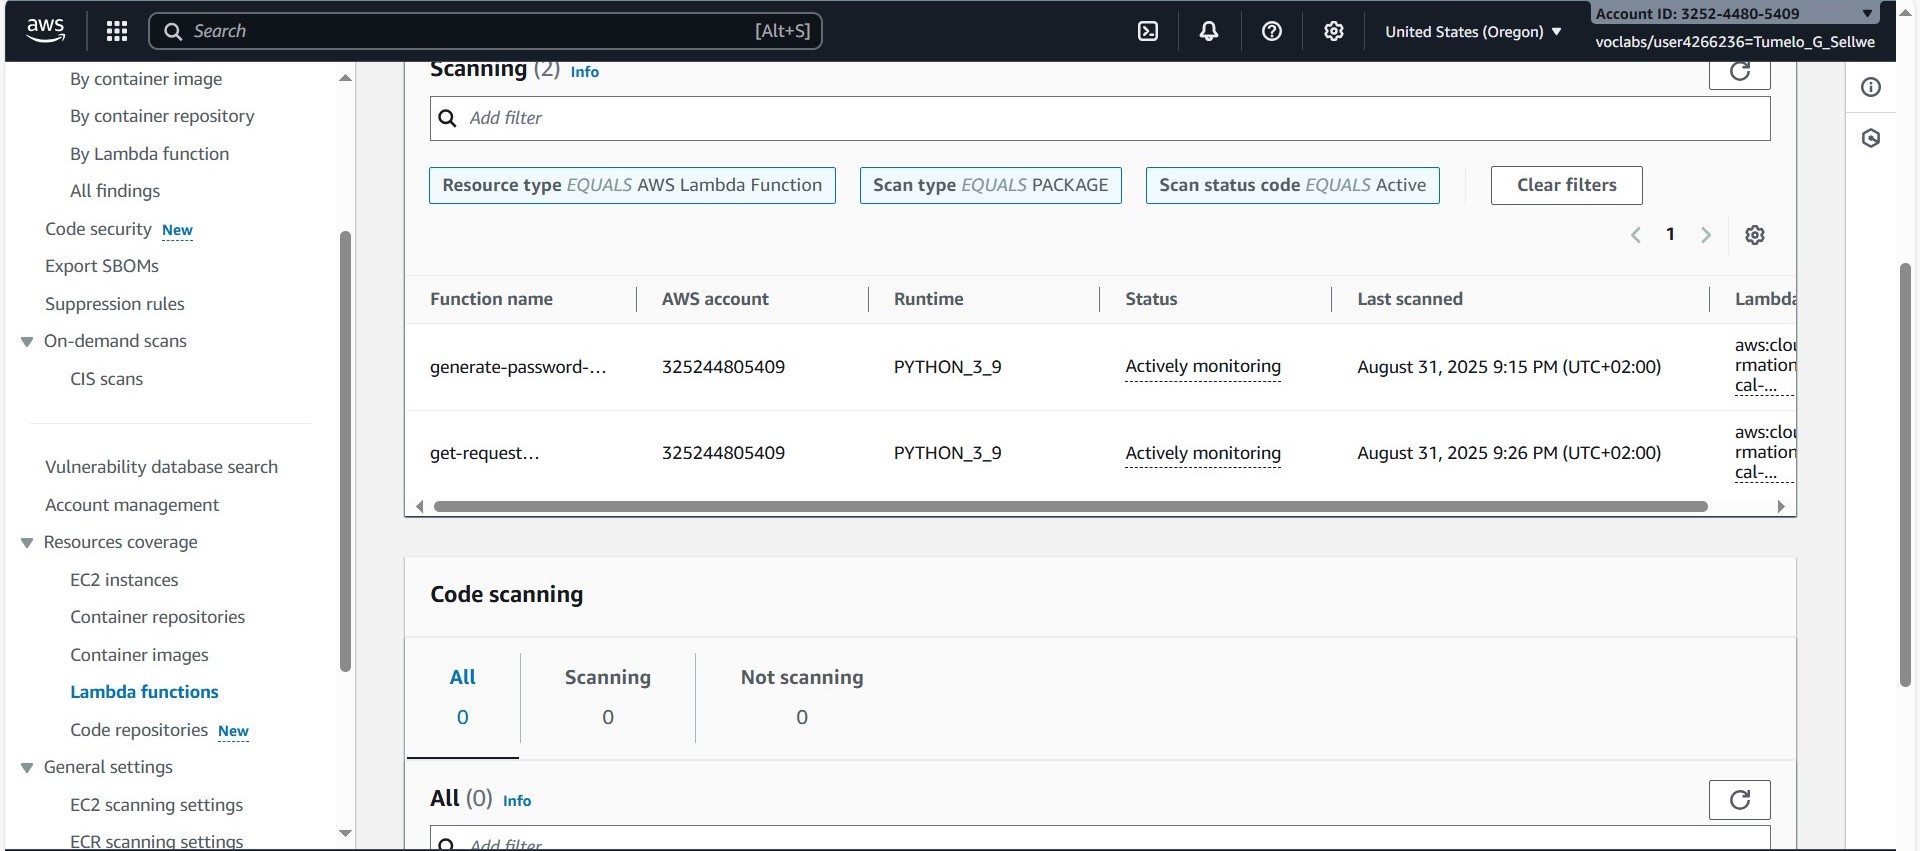 aws
Search
[Alt+S]
United States (Oregon)
Account ID: 3252-4480-5409
voclabs/user4266236=Tumelo_G_Sellwe
By container image
By container repository
By Lambda function
All findings
Code security New
Export SBOMs
Suppression rules
On-demand scans
CIS scans
Vulnerability database search
Account management
Resources coverage
EC2 instances
Container repositories
Container images
Lambda functions
Code repositories New
General settings
EC2 scanning settings
ECR scanning settings
Scanning (2) Info
Add filter
Resource type EQUALS AWS Lambda Function
Scan type EQUALS PACKAGE
Scan status code EQUALS Active
Clear filters
1
Function name AWS account Runtime Status Last scanned Lambda
generate-password-... 325244805409 PYTHON_3_9 Actively monitoring August 31, 2025 9:15 PM (UTC+02:00)
aws:clou
rmation
cal-...
get-request... 325244805409 PYTHON_3_9 Actively monitoring August 31, 2025 9:26 PM (UTC+02:00)
aws:clou
rmation
cal-...
Code scanning
All Scanning Not scanning
0 0 0
All (0) Info
Add filter